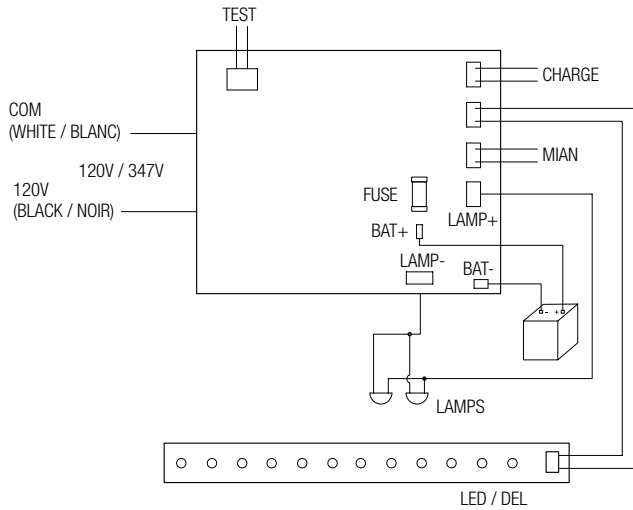 TEST
CHARGE
COM
(WHITE / BLANC)
120V / 347V
MIAN
120V
(BLACK / NOIR)
FUSE
LAMP+
BAT+
LAMP-
BAT-
- +
LAMPS
LED / DEL